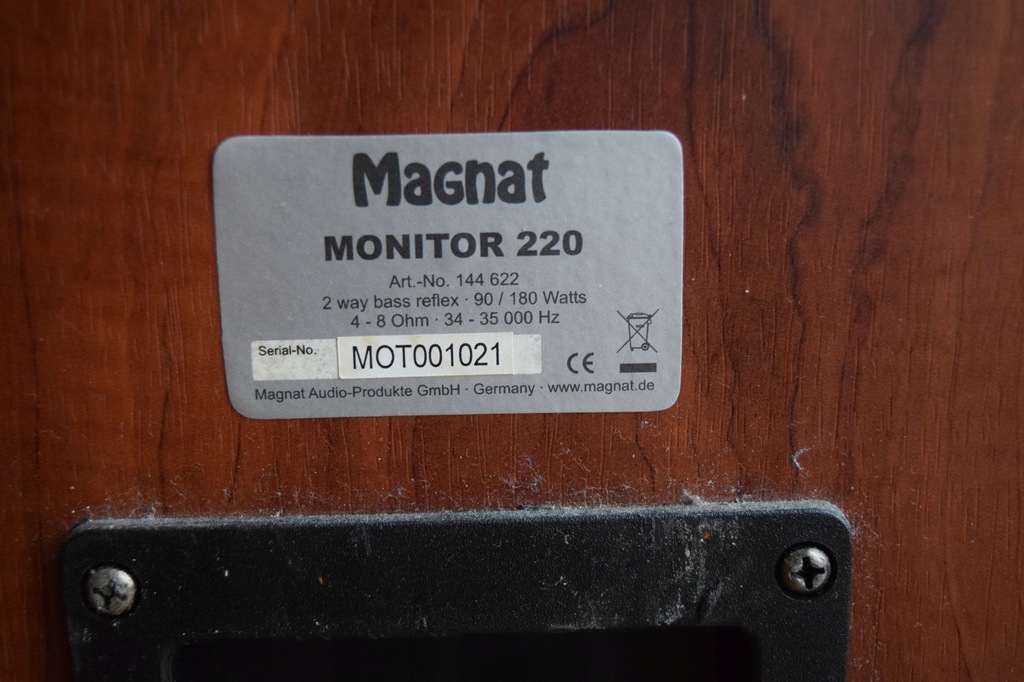 Magnat
MONITOR 220
Art.-No. 144 622
2 way bass reflex · 90 / 180 Watts
4 - 8 Ohm · 34 - 35 000 Hz
Serial-No. MOT001021 CE
Magnat Audio-Produkte GmbH · Germany · www.magnat.de